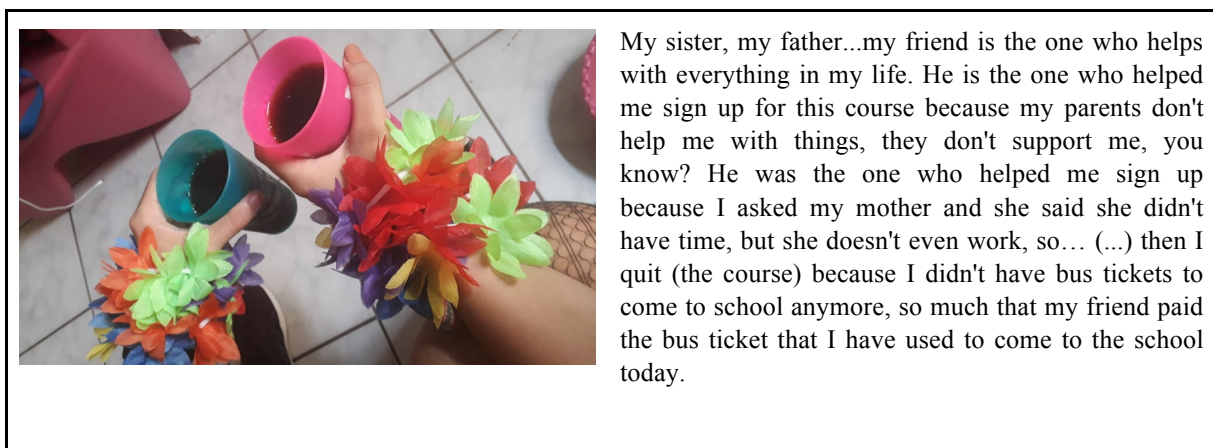 My sister, my father...my friend is the one who helps
with everything in my life. He is the one who helped
me sign up for this course because my parents don't
help me with things, they don't support me, you
know? He was the one who helped me sign up
because I asked my mother and she said she didn't
have time, but she doesn't even work, so… (...) then I
quit (the course) because I didn't have bus tickets to
come to school anymore, so much that my friend paid
the bus ticket that I have used to come to the school
today.